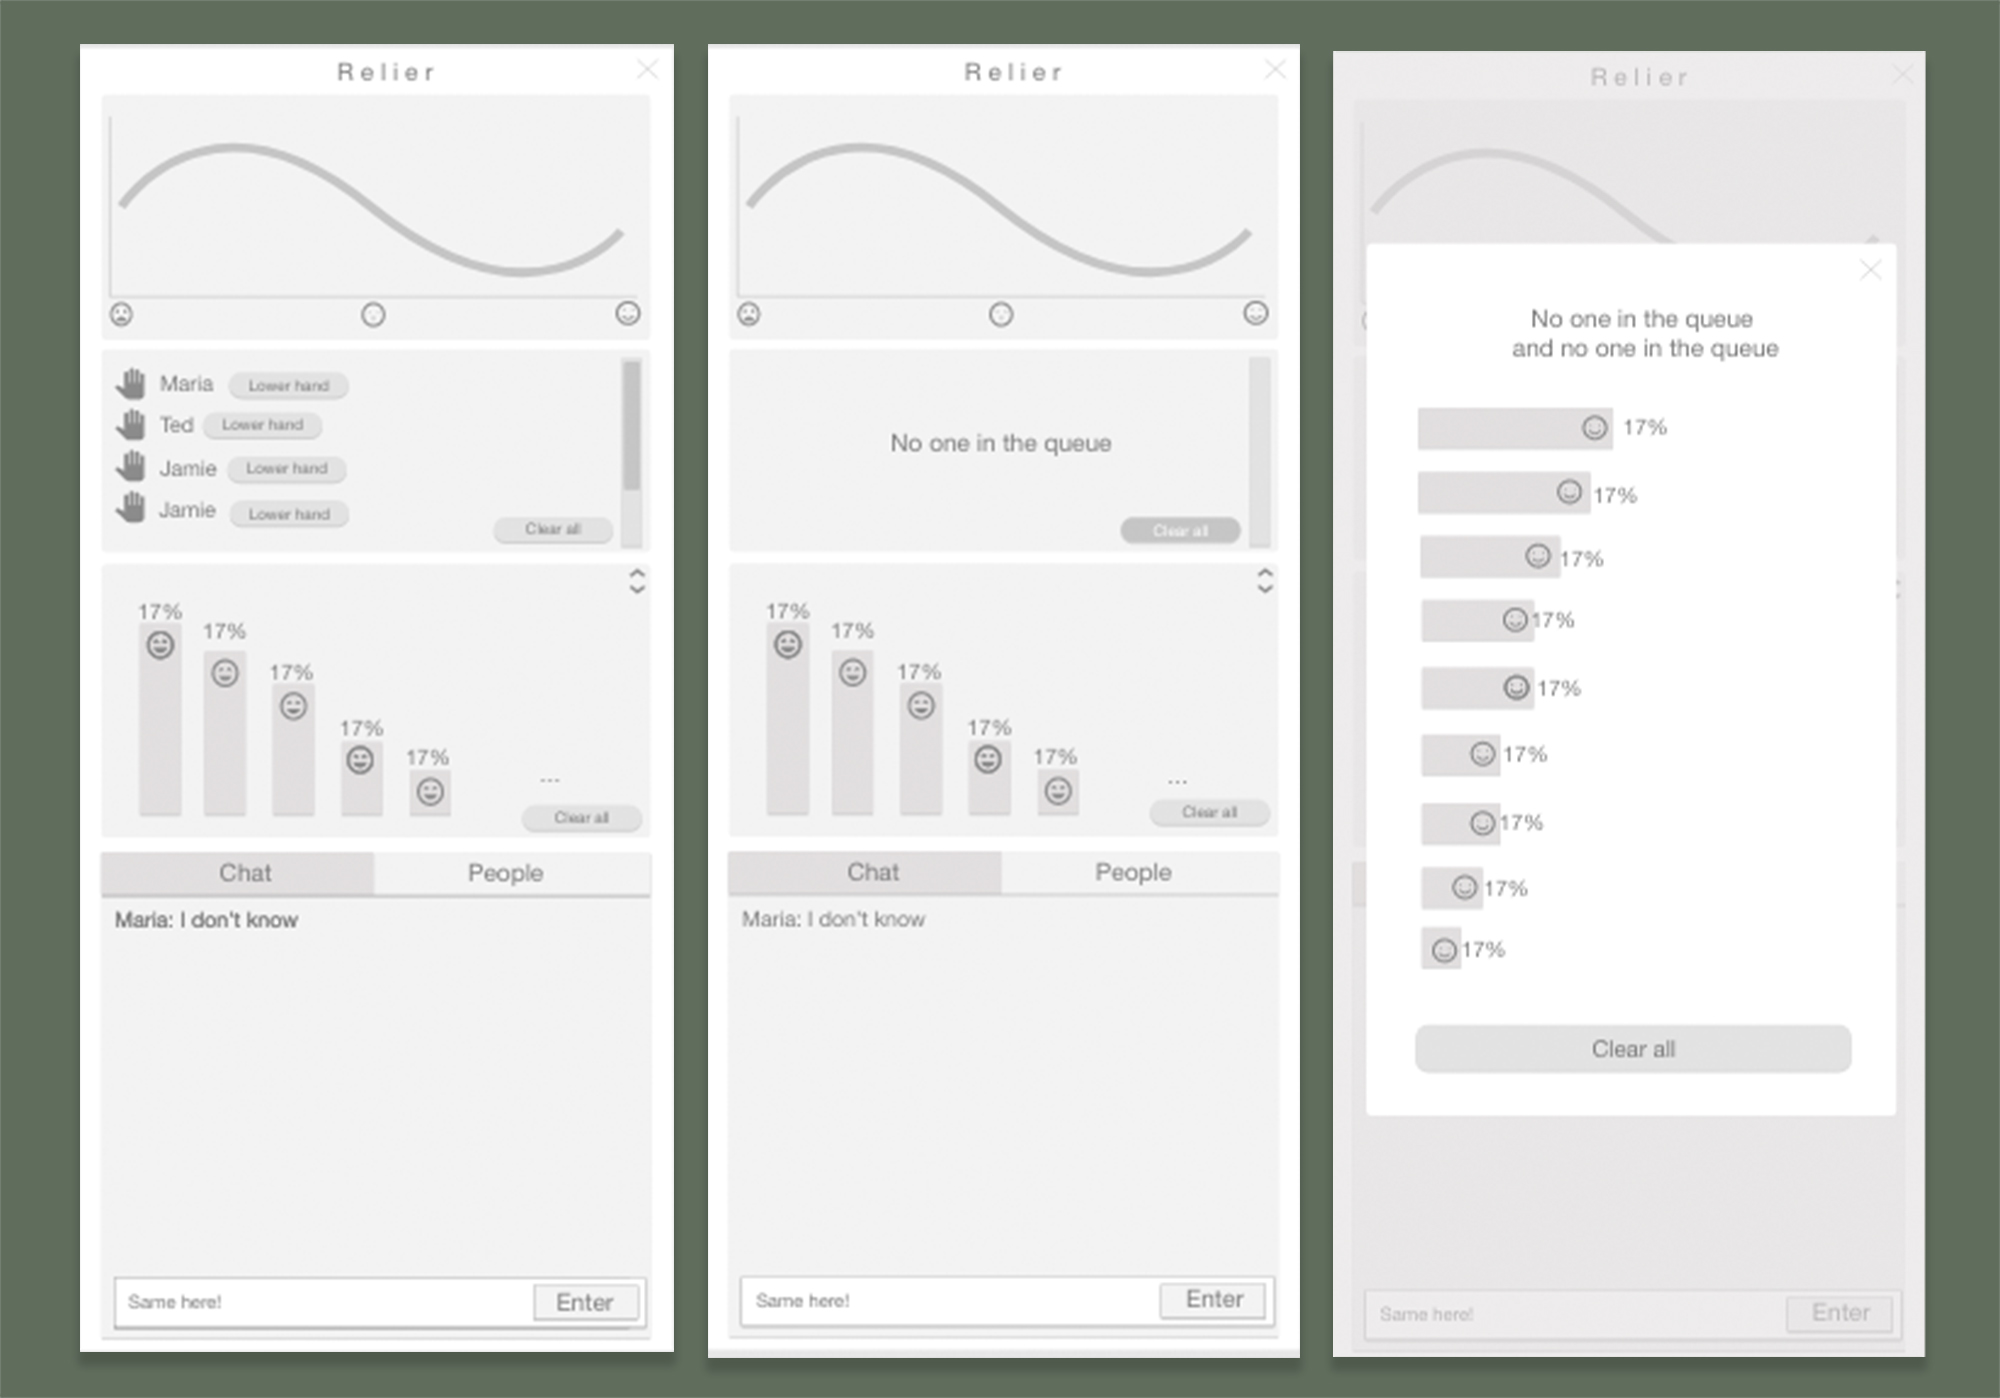 Relier
Maria Lower hand
Ted Lower hand
Jamie Lower hand
Jamie Lower hand
Clear all
17%
17%
17%
17%
17%
...
Clear all
Chat People
Maria: I don't know
Same here! Enter
Relier
No one in the queue
Clear all
17%
17%
17%
17%
17%
...
Clear all
Chat People
Maria: I don't know
Same here! Enter
Relier
No one in the queue
and no one in the queue
17%
17%
17%
17%
17%
17%
17%
17%
17%
Clear all
Same here! Enter